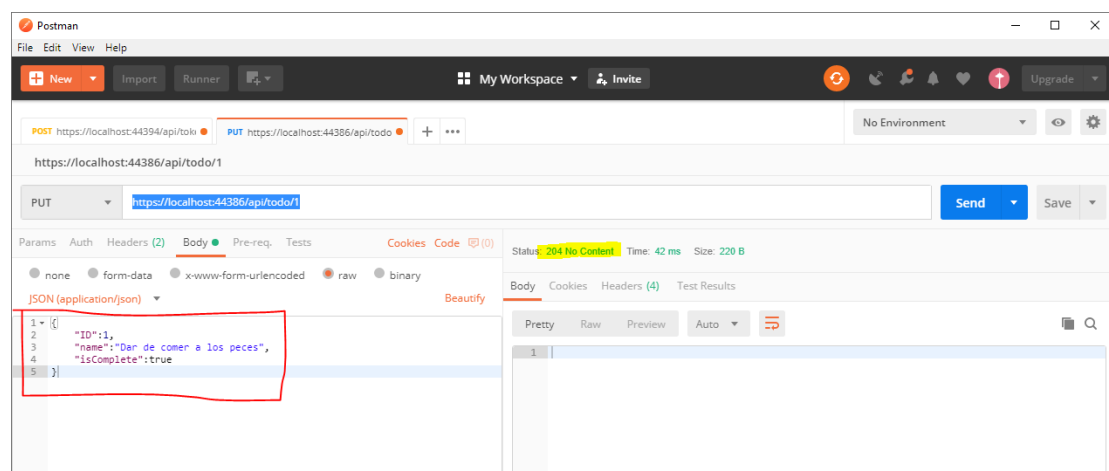 Postman
File Edit View Help
New Import Runner My Workspace Invite Upgrade
POST https://localhost:44394/api/tok PUT https://localhost:44386/api/todo No Environment
https://localhost:44386/api/todo/1
PUT https://localhost:44386/api/todo/1 Send Save
Params Auth Headers (2) Body Pre-req. Tests Cookies Code (0)
Status: 204 No Content Time: 42 ms Size: 220 B
none form-data x-www-form-urlencoded raw binary
Body Cookies Headers (4) Test Results
JSON (application/json) Beautify
Pretty Raw Preview Auto
1 {
2 "ID":1,
3 "name":"Dar de comer a los peces",
4 "isComplete":true
5 }
1